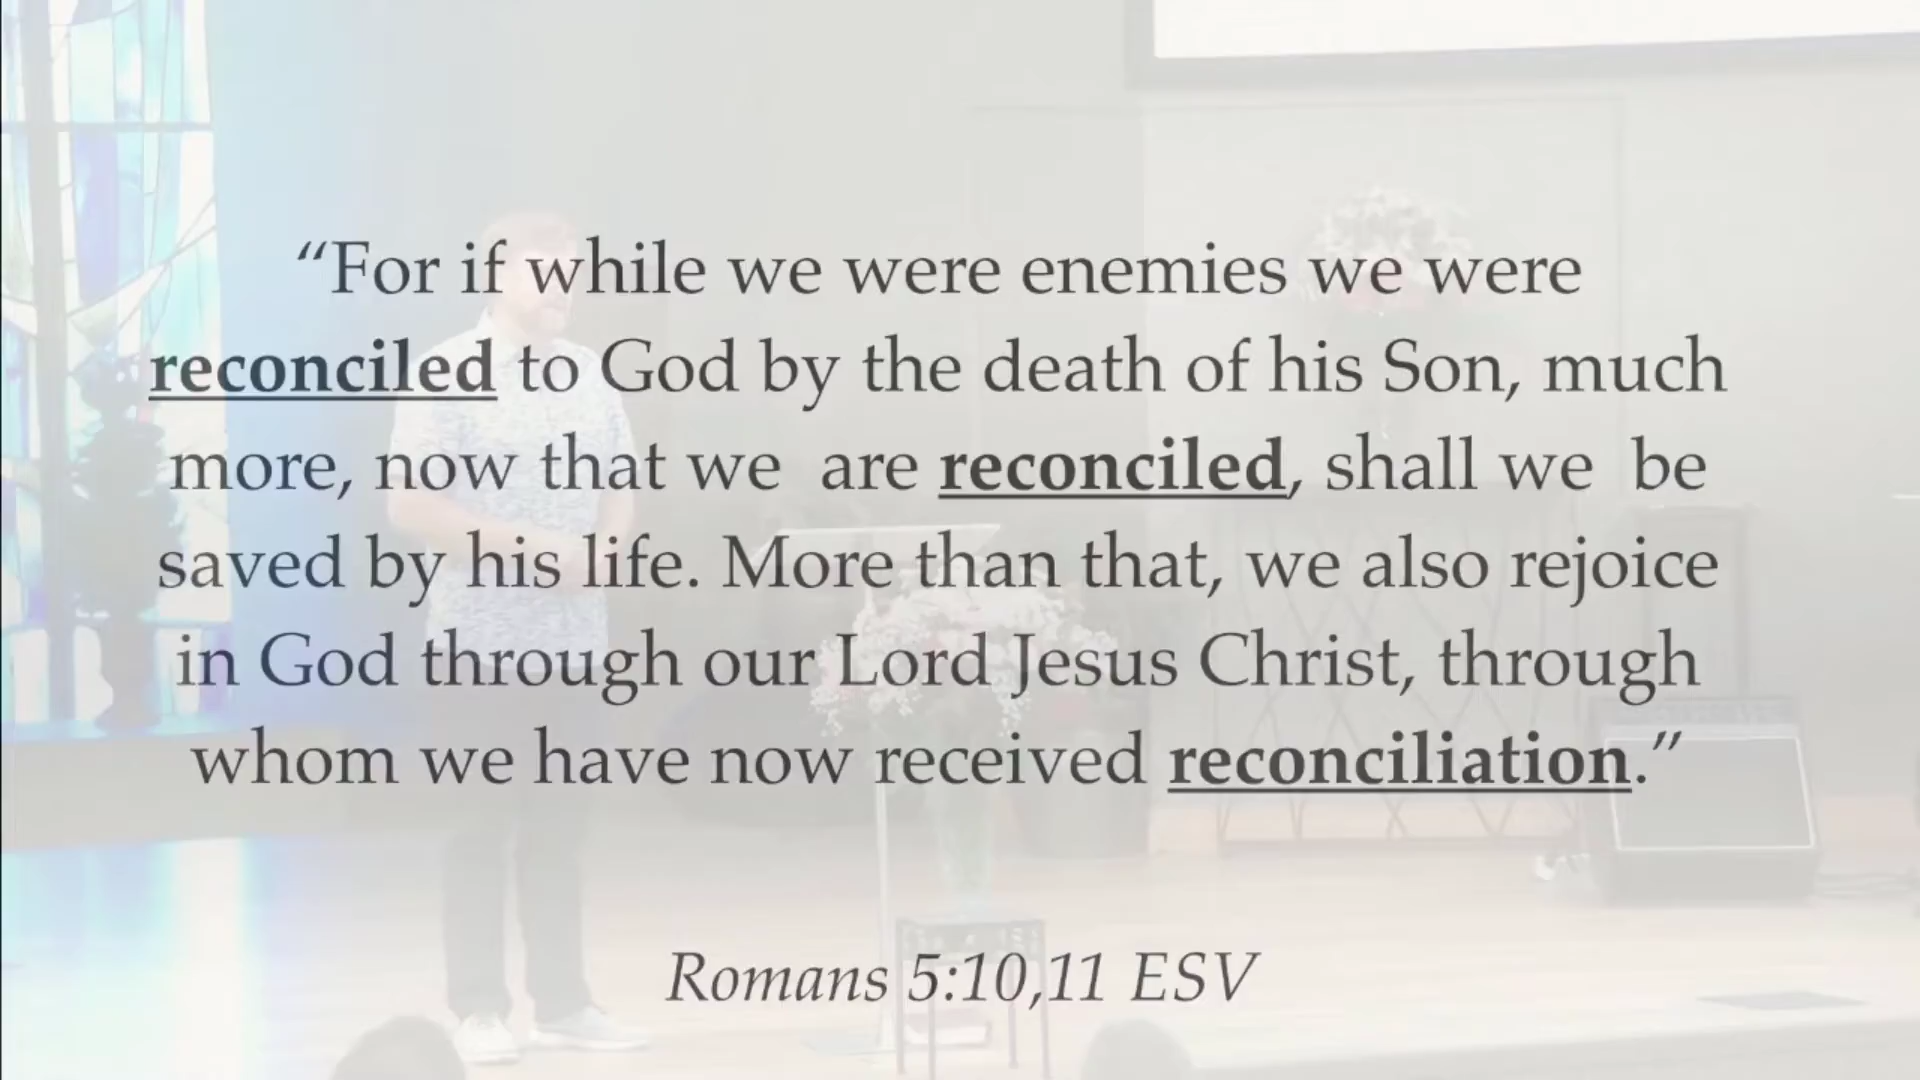 “For if while we were enemies we were
reconciled to God by the death of his Son, much
more, now that we  are reconciled, shall we  be
saved by his life. More than that, we also rejoice
in God through our Lord Jesus Christ, through
whom we have now received reconciliation.”
Romans 5:10,11 ESV